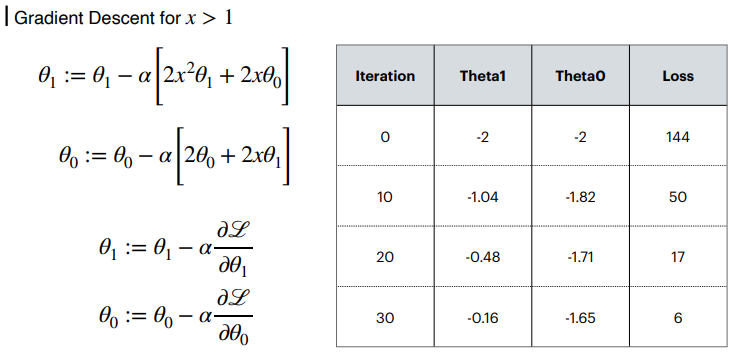 Gradient Descent for x > 1
θ₁ := θ₁ − α[2x²θ₁ + 2xθ₀]
θ₀ := θ₀ − α[2θ₀ + 2xθ₁]
θ₁ := θ₁ − α ∂ℒ/∂θ₁
θ₀ := θ₀ − α ∂ℒ/∂θ₀
Iteration Theta1 Theta0 Loss
0 -2 -2 144
10 -1.04 -1.82 50
20 -0.48 -1.71 17
30 -0.16 -1.65 6